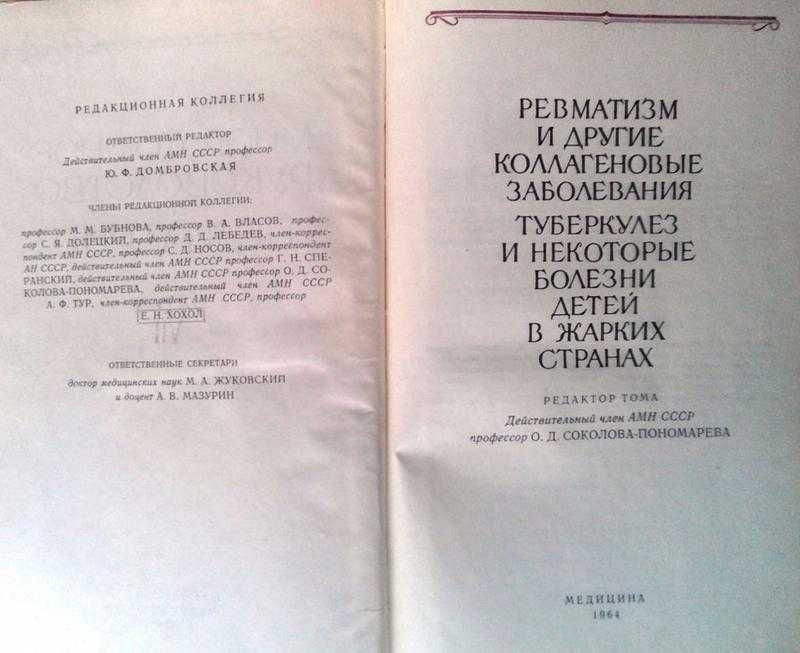 РЕДАКЦИОННАЯ КОЛЛЕГИЯ
ОТВЕТСТВЕННЫЙ РЕДАКТОР
Действительный член АМН СССР профессор
Ю. Ф. ДОМБРОВСКАЯ
ЧЛЕНЫ РЕДАКЦИОННОЙ КОЛЛЕГИИ:
профессор М. М. БУБНОВА, профессор В. А. ВЛАСОВ, профес-
сор С. Я. ДОЛЕЦКИЙ, профессор Д. Д. ЛЕБЕДЕВ, член-коррес-
пондент АМН СССР, профессор С. Д. НОСОВ, член-корреспондент
АН СССР, действительный член АМН СССР профессор Г. Н. СПЕ-
РАНСКИЙ, действительный член АМН СССР профессор О. Д. СО-
КОЛОВА-ПОНОМАРЕВА, действительный член АМН СССР
А. Ф. ТУР, член-корреспондент АМН СССР, профессор
Е. Н. ХОХОЛ
ОТВЕТСТВЕННЫЕ СЕКРЕТАРИ
доктор медицинских наук М. А. ЖУКОВСКИЙ
и доцент А. В. МАЗУРИН
РЕВМАТИЗМ
И ДРУГИЕ
КОЛЛАГЕНОВЫЕ
ЗАБОЛЕВАНИЯ
ТУБЕРКУЛЕЗ
И НЕКОТОРЫЕ
БОЛЕЗНИ
ДЕТЕЙ
В ЖАРКИХ
СТРАНАХ
РЕДАКТОР ТОМА
Действительный член АМН СССР
профессор О. Д. СОКОЛОВА-ПОНОМАРЕВА
МЕДИЦИНА
1964